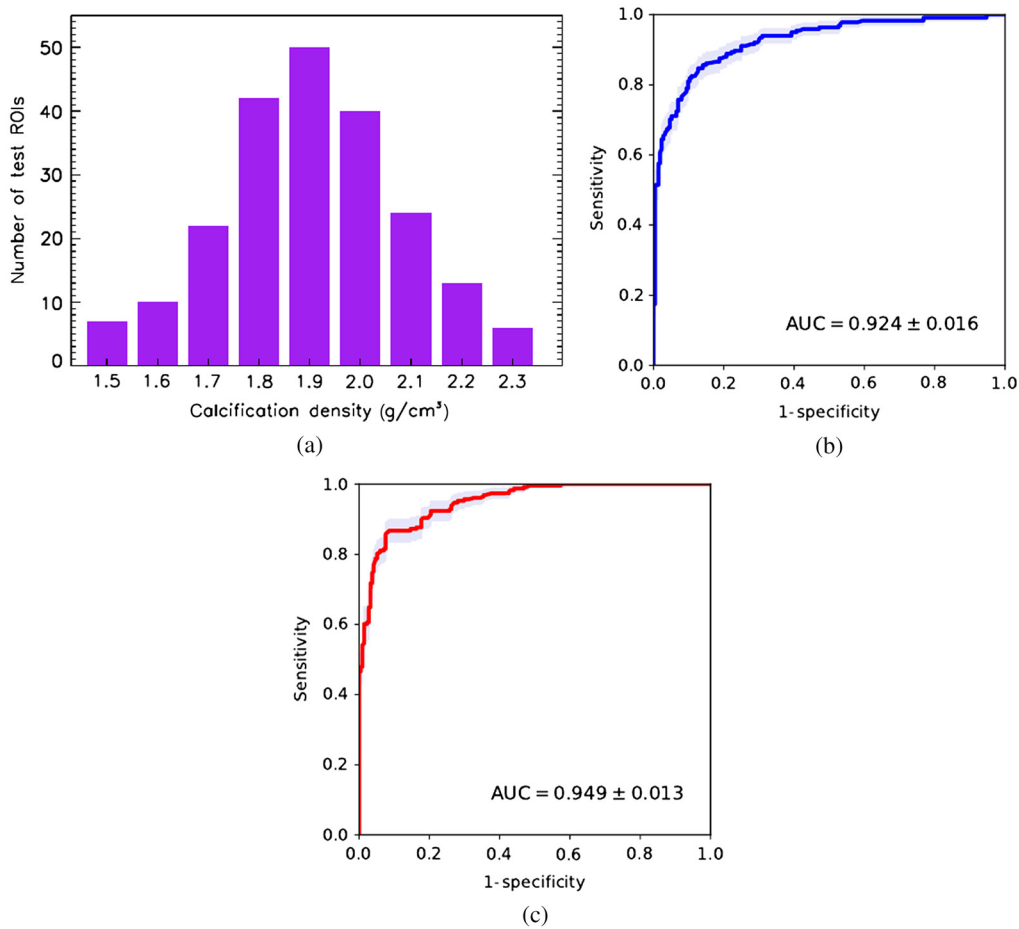 50
40
30
20
10
0
Number of test ROIs
1.5 1.6 1.7 1.8 1.9 2.0 2.1 2.2 2.3
Calcification density (g/cm³)
(a)
1.0
0.8
0.6
0.4
0.2
0.0
Sensitivity
AUC = 0.924 ± 0.016
0.0 0.2 0.4 0.6 0.8 1.0
1-specificity
(b)
1.0
0.8
0.6
0.4
0.2
0.0
Sensitivity
AUC = 0.949 ± 0.013
0.0 0.2 0.4 0.6 0.8 1.0
1-specificity
(c)